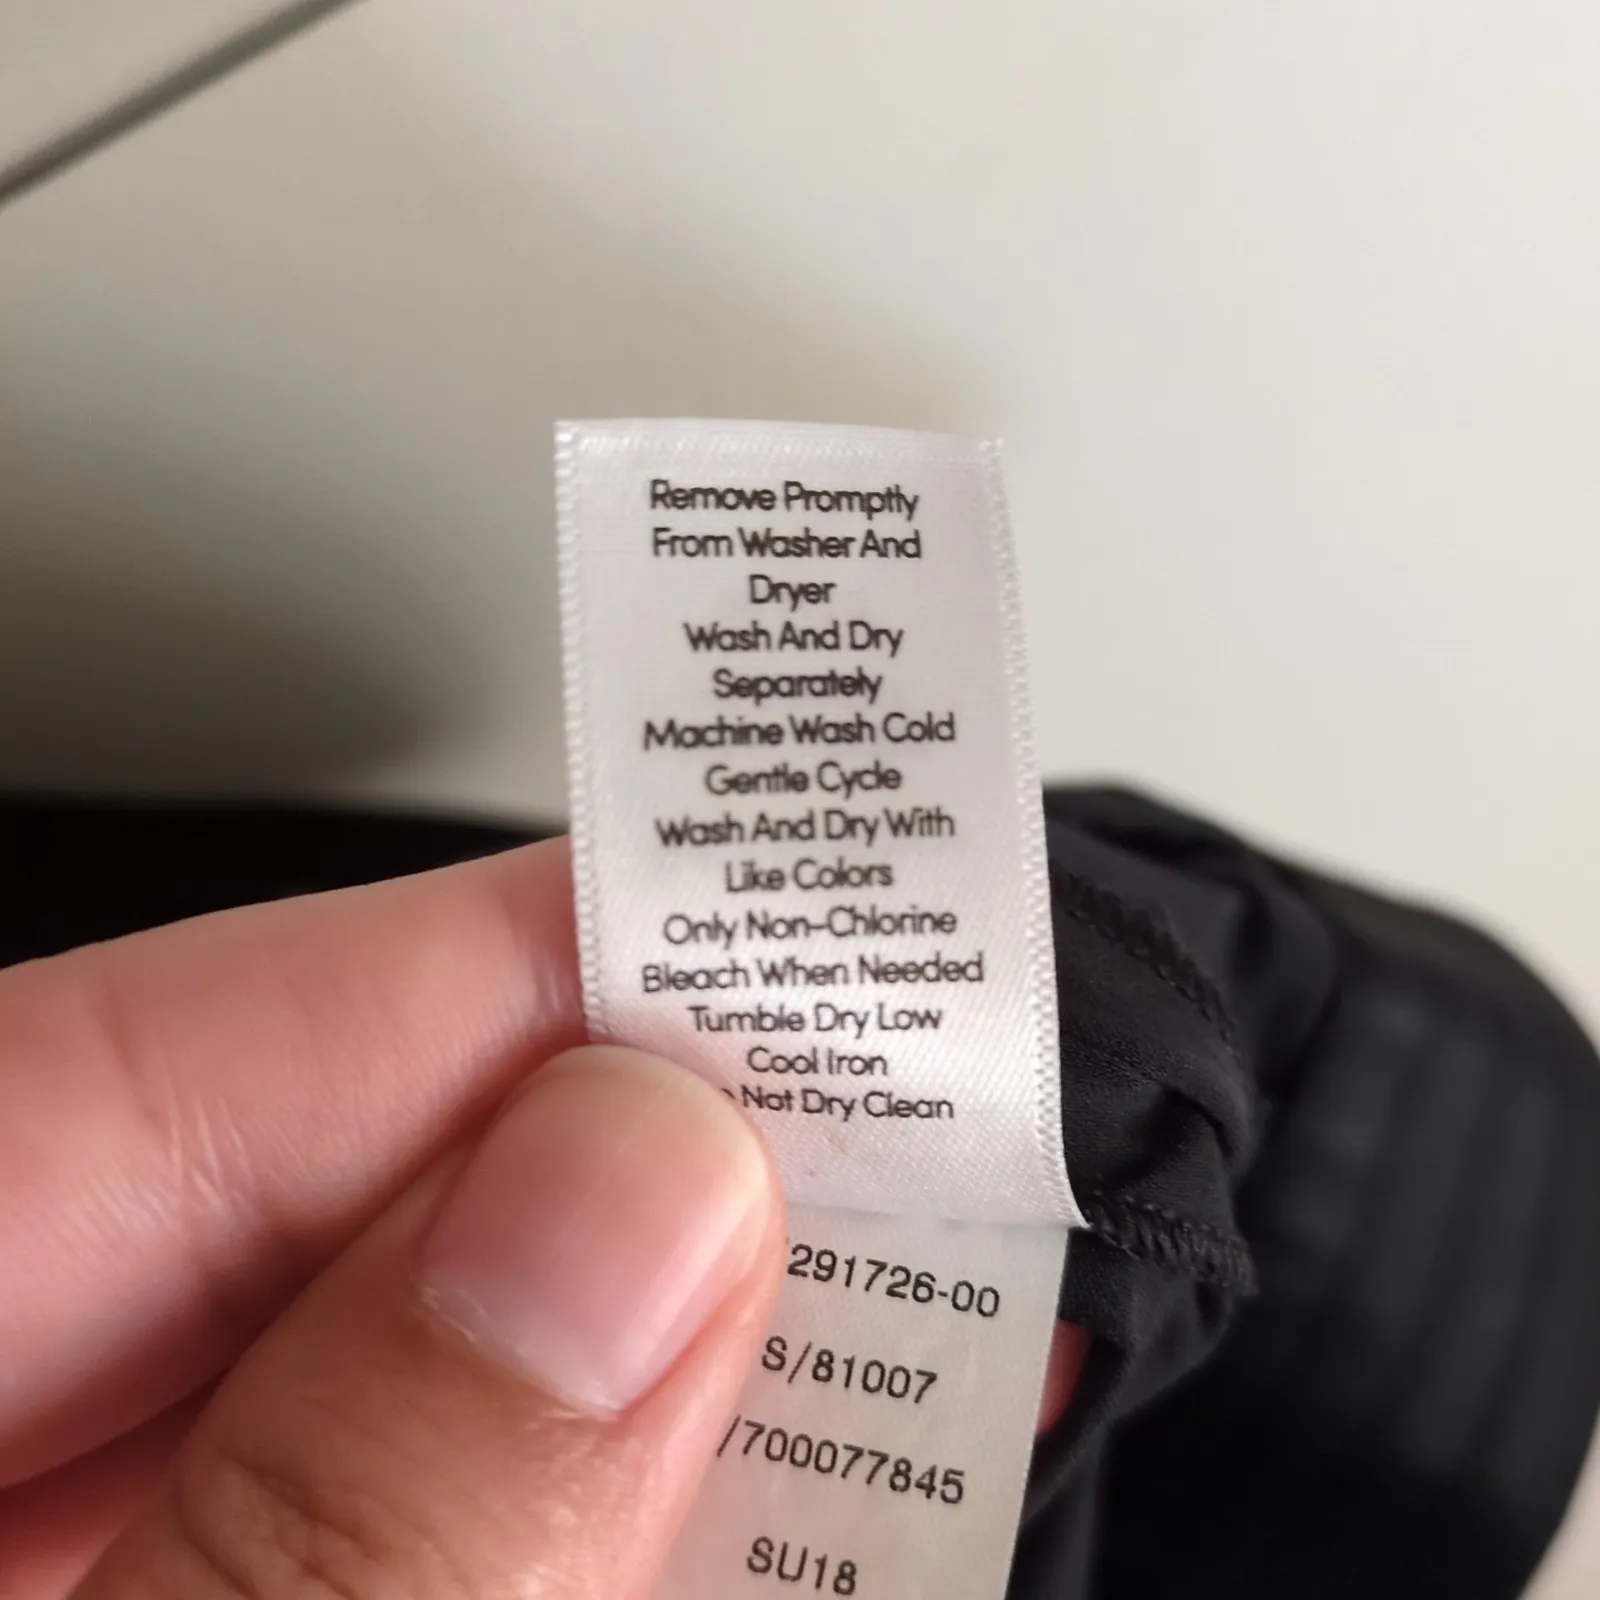 Remove Promptly
From Washer And
Dryer
Wash And Dry
Separately
Machine Wash Cold
Gentle Cycle
Wash And Dry With
Like Colors
Only Non-Chlorine
Bleach When Needed
Tumble Dry Low
Cool Iron
Not Dry Clean
291726-00
S/81007
/700077845
SU18